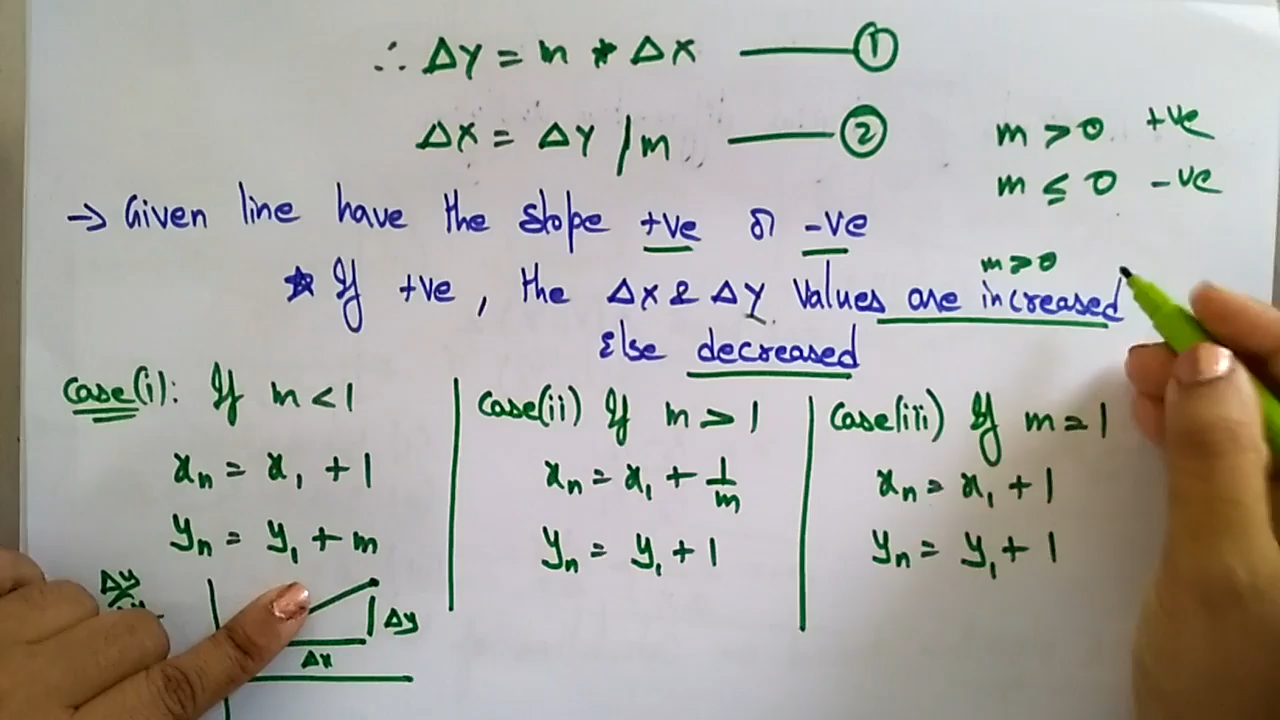 ∴ Δy = m * Δx —— ①
Δx = Δy / m —— ②
m > 0 +ve
m ≤ 0 -ve
→ Given line have the slope +ve or -ve
m > 0
* If +ve, the Δx & Δy values are increased
Else decreased
Case(i): If m < 1
xn = x1 + 1
yn = y1 + m
Δy
Δy
Δx
Case(ii) If m > 1
xn = x1 + 1/m
yn = y1 + 1
Case(iii) If m = 1
xn = x1 + 1
yn = y1 + 1